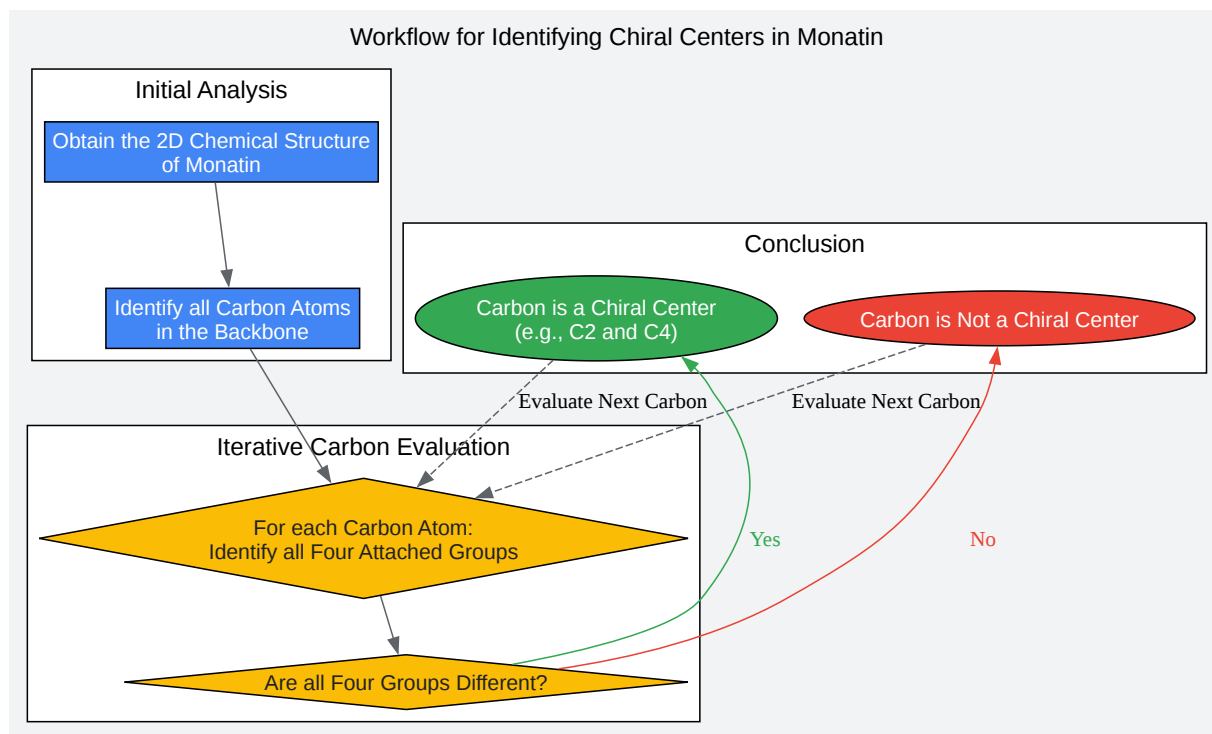 Workflow for Identifying Chiral Centers in Monatin
Initial Analysis
Obtain the 2D Chemical Structure
of Monatin
Identify all Carbon Atoms
in the Backbone
Conclusion
Carbon is a Chiral Center
(e.g., C2 and C4)
Carbon is Not a Chiral Center
Evaluate Next Carbon
Evaluate Next Carbon
Iterative Carbon Evaluation
For each Carbon Atom:
Identify all Four Attached Groups
Yes
No
Are all Four Groups Different?